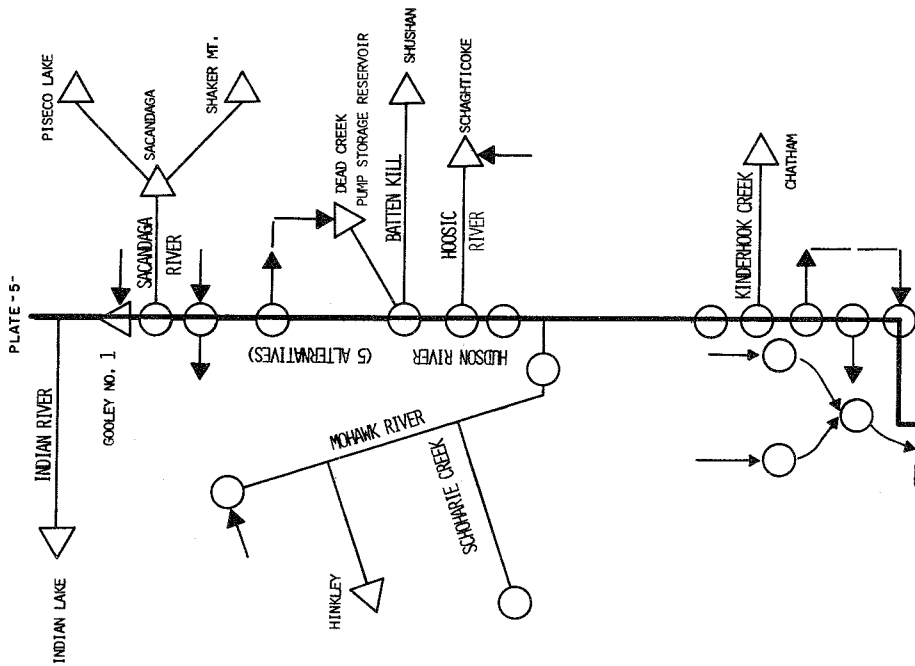 PLATE -5-
PISECO LAKE
SACANDAGA
SHAKER MT.
SACANDAGA
RIVER
INDIAN RIVER
INDIAN LAKE
GOOLEY NO. 1
DEAD CREEK
PUMP STORAGE RESERVOIR
(5 ALTERNATIVES)
BATTEN KILL
SHUSHAN
HOOSIC
RIVER
SCHAGHTICOKE
HUDSON RIVER
MOHAWK RIVER
HINKLEY
SCHOHARIE CREEK
KINDERHOOK CREEK
CHATHAM